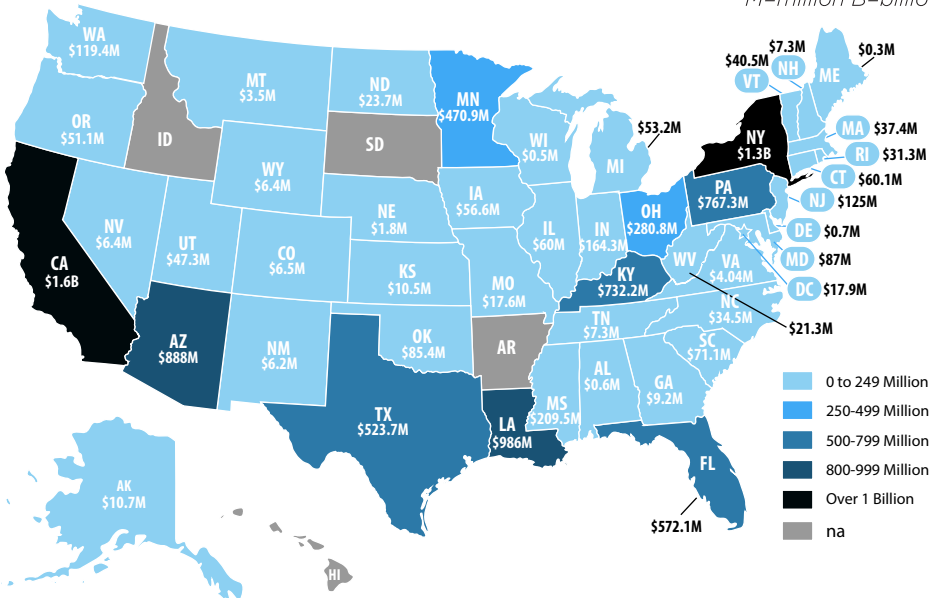 M=million B=billio
WA
$119.4M
OR
$51.1M
CA
$1.6B
ID
NV
$6.4M
MT
$3.5M
WY
$6.4M
UT
$47.3M
AZ
$888M
CO
$6.5M
NM
$6.2M
ND
$23.7M
SD
NE
$1.8M
KS
$10.5M
OK
$85.4M
TX
$523.7M
MN
$470.9M
IA
$56.6M
MO
$17.6M
AR
LA
$986M
WI
$0.5M
IL
$60M
MI
$53.2M
IN
$164.3M
OH
$280.8M
KY
$732.2M
TN
$7.3M
MS
$209.5M
AL
$0.6M
GA
$9.2M
FL
$572.1M
SC
$71.1M
NC
$34.5M
VA
$4.04M
WV
$21.3M
PA
$767.3M
NY
$1.3B
$40.5M
VT
$7.3M
NH
ME
$0.3M
MA $37.4M
RI $31.3M
CT $60.1M
NJ $125M
DE $0.7M
MD $87M
DC $17.9M
AK
$10.7M
HI
0 to 249 Million
250-499 Million
500-799 Million
800-999 Million
Over 1 Billion
na